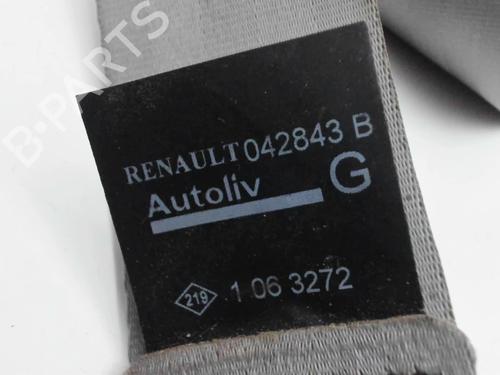 B-PARTS
RENAULT 042843 B
Autoliv G
219 1 06 3272